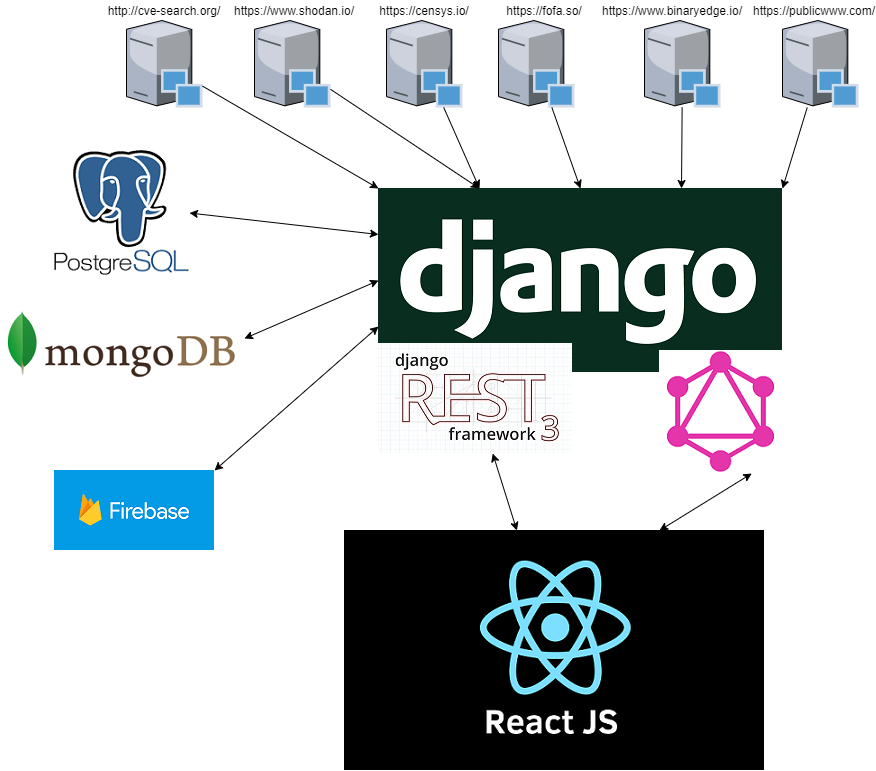 http://cve-search.org/
https://www.shodan.io/
https://censys.io/
https://fofa.so/
https://www.binaryedge.io/
https://publicwww.com/
PostgreSQL
django
mongoDB
django
REST
framework 3
Firebase
React JS